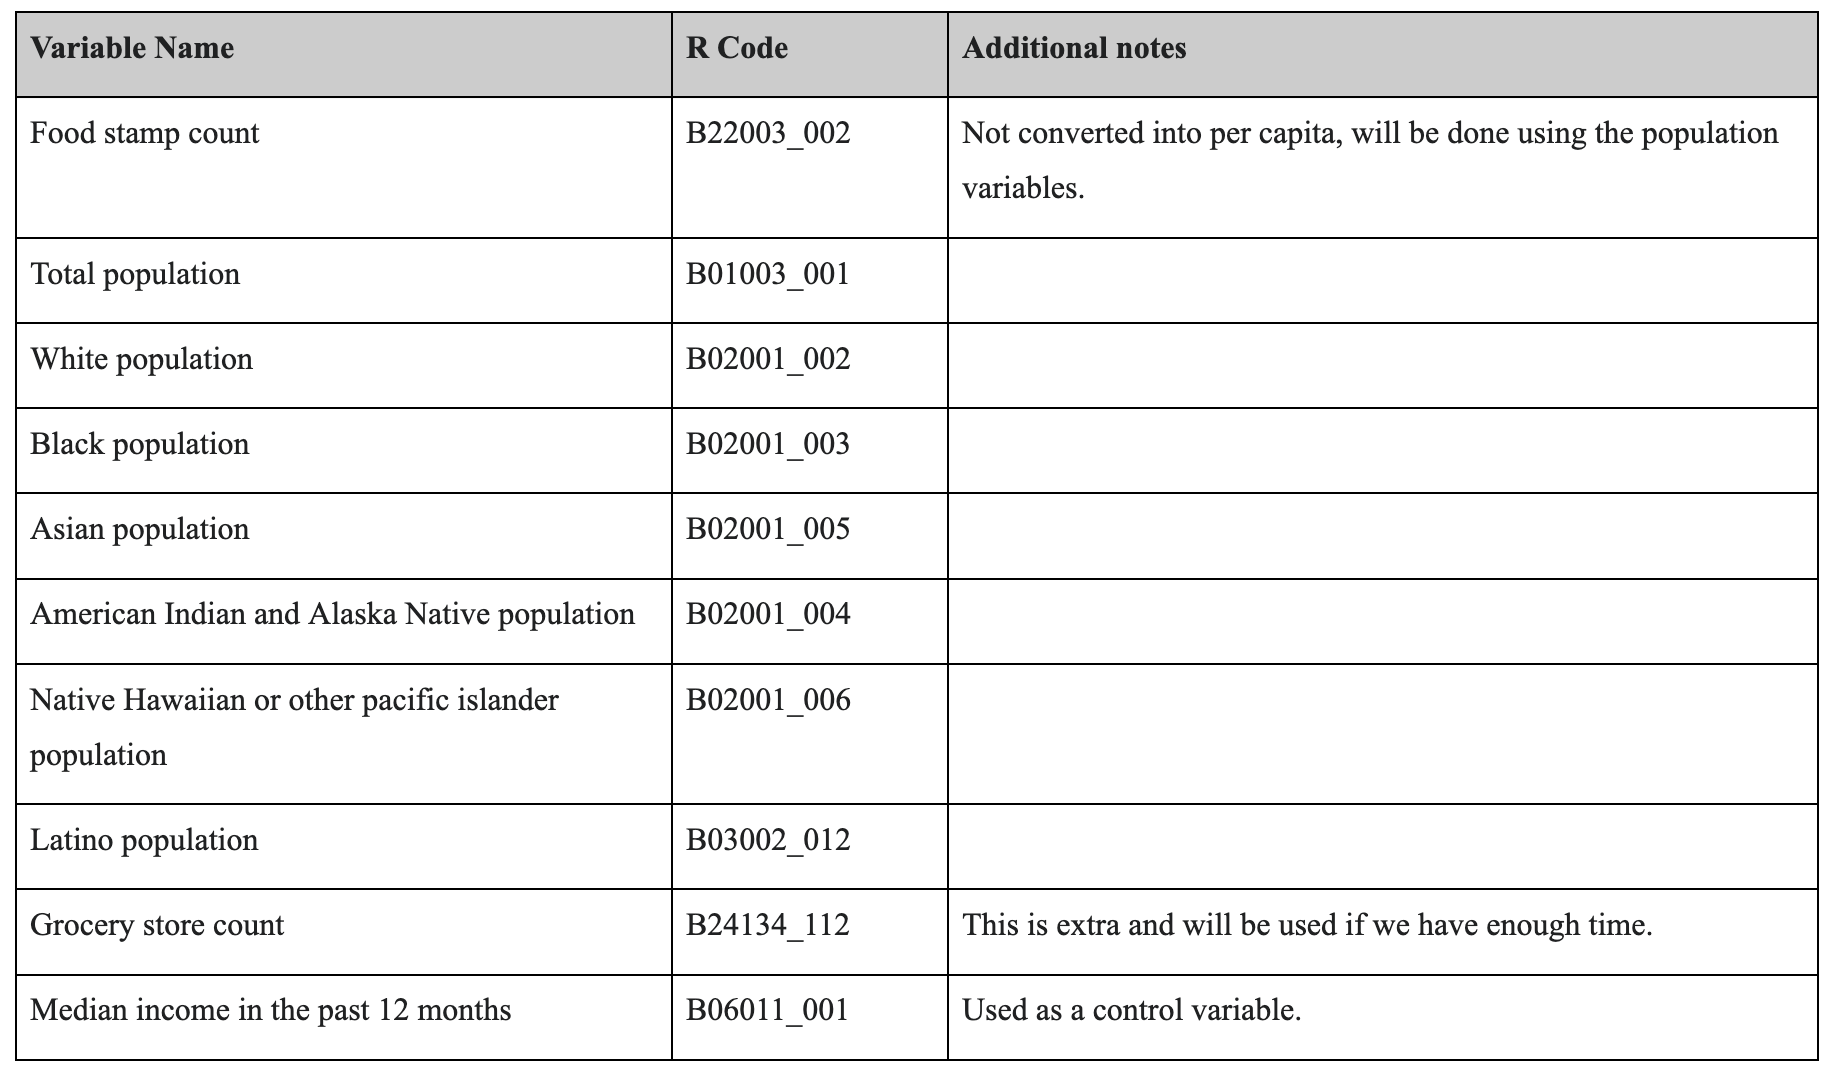 Variable Name R Code Additional notes
Food stamp count B22003_002 Not converted into per capita, will be done using the population
variables.
Total population B01003_001
White population B02001_002
Black population B02001_003
Asian population B02001_005
American Indian and Alaska Native population B02001_004
Native Hawaiian or other pacific islander B02001_006
population
Latino population B03002_012
Grocery store count B24134_112 This is extra and will be used if we have enough time.
Median income in the past 12 months B06011_001 Used as a control variable.